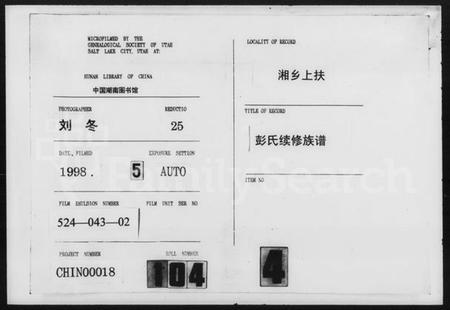 MICROFILMED BY THE
GENEALOGICAL SOCIETY OF UTAH
SALT LAKE CITY, UTAH AT:
HUNAN LIBRARY OF CHINA
中国湖南图书馆
PHOTOGRAPHER REDUCTIO
刘 冬 25
DATE, FILMED EXPOSURE SETTION
1998. 5 AUTO
FILM EMULSION NUMBER FILM UNIT SER NO
524—043—02
PROJECT NUMBER ROLL NUMBER
CHIN00018 104
LOCALITY OF RECORD
湘乡上扶
TITLE OF RECORD
彭氏续修族谱
ITEM NO
4
FamilySearch